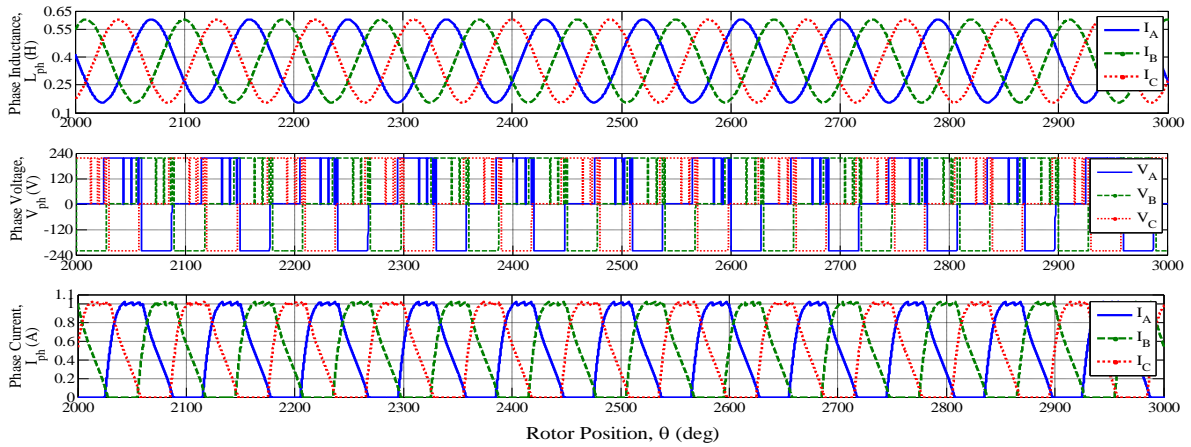 Phase Inductance,
L_ph (H)
0.65
0.55
0.4
0.25
0.1
I_A
I_B
I_C
2000 2100 2200 2300 2400 2500 2600 2700 2800 2900 3000
Phase Voltage,
V_ph (V)
240
120
0
-120
-240
V_A
V_B
V_C
2000 2100 2200 2300 2400 2500 2600 2700 2800 2900 3000
Phase Current,
I_ph (A)
1.1
0.8
0.6
0.4
0.2
0
I_A
I_B
I_C
2000 2100 2200 2300 2400 2500 2600 2700 2800 2900 3000
Rotor Position, θ (deg)